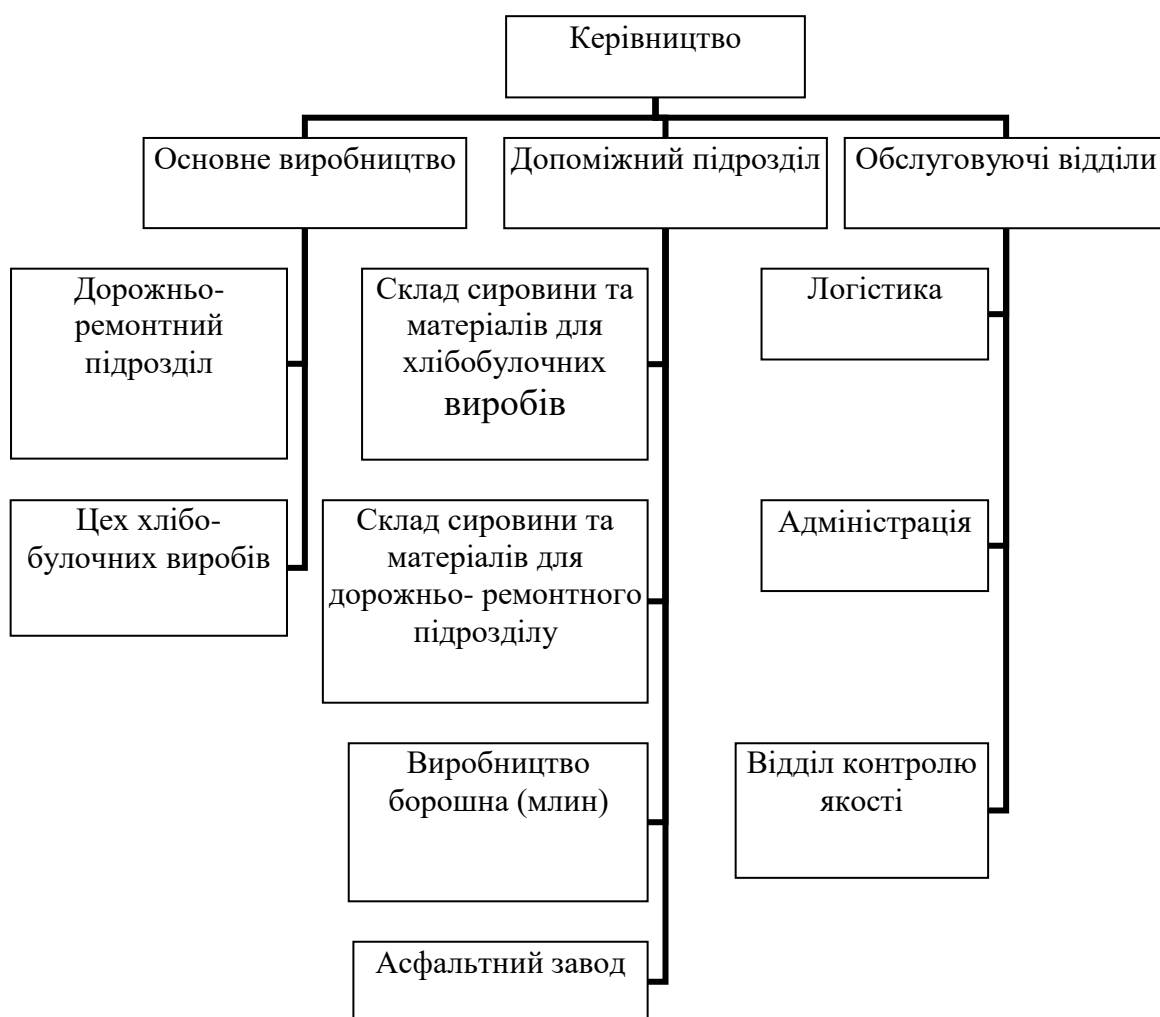 Керівництво
Основне виробництво
Допоміжний підрозділ
Обслуговуючі відділи
Дорожньо-
ремонтний
підрозділ
Цех хлібо-
булочних виробів
Склад сировини та
матеріалів для
хлібобулочних
виробів
Склад сировини та
матеріалів для
дорожньо- ремонтного
підрозділу
Виробництво
борошна (млин)
Асфальтний завод
Логістика
Адміністрація
Відділ контролю
якості